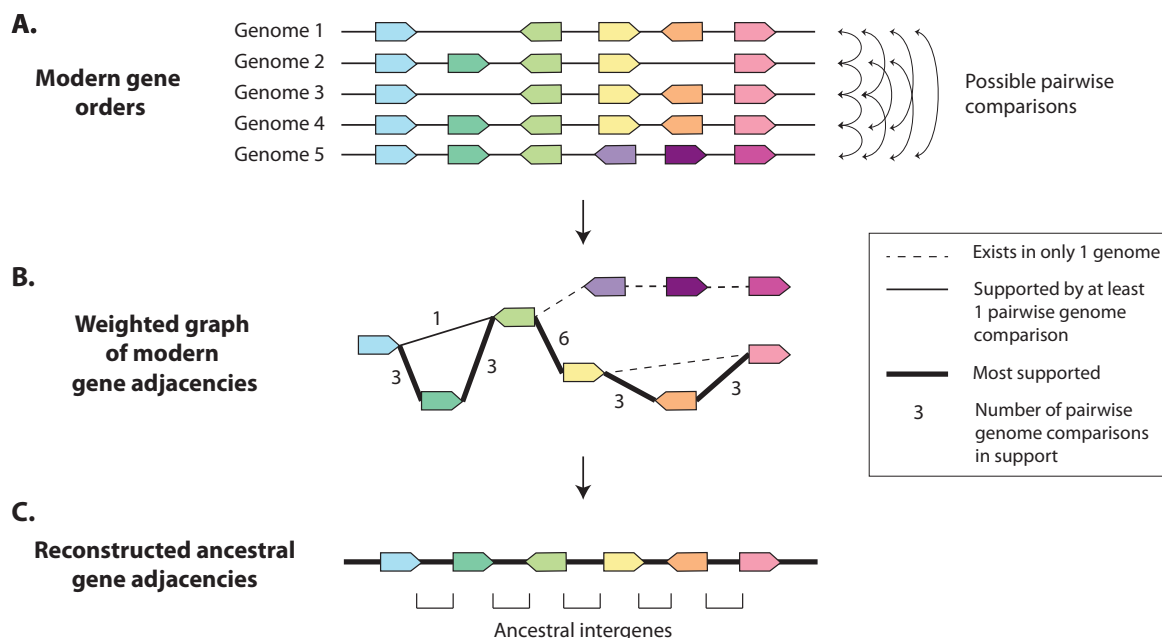 A.
Modern gene
orders
Genome 1
Genome 2
Genome 3
Genome 4
Genome 5
Possible pairwise
comparisons
B.
Weighted graph
of modern
gene adjacencies
1
3
3
6
3
3
Exists in only 1 genome
Supported by at least
1 pairwise genome
comparison
Most supported
3
Number of pairwise
genome comparisons
in support
C.
Reconstructed ancestral
gene adjacencies
Ancestral intergenes